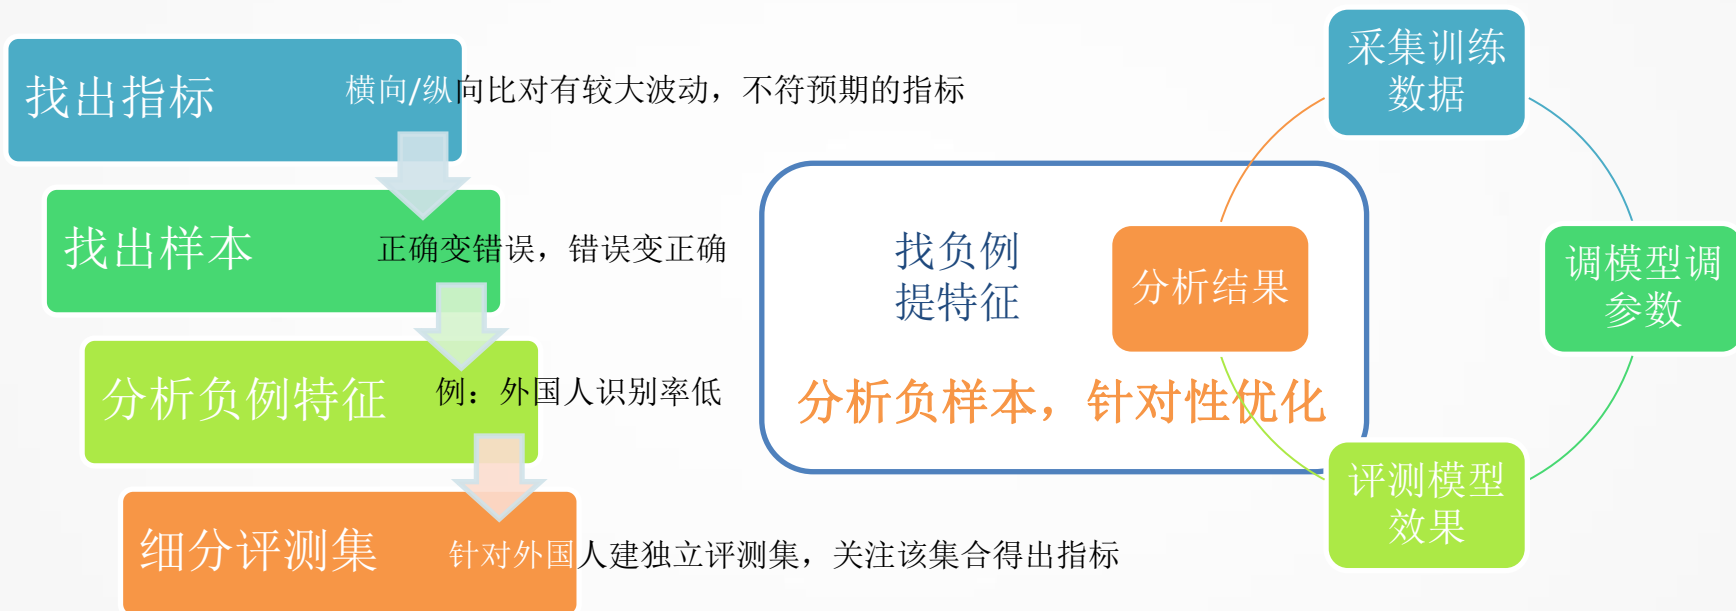 找出指标
横向/纵向比对有较大波动，不符预期的指标
找出样本
正确变错误，错误变正确
分析负例特征
例：外国人识别率低
细分评测集
针对外国人建独立评测集，关注该集合得出指标
找负例
提特征
分析负样本，针对性优化
采集训练
数据
调模型调
参数
评测模型
效果
分析结果